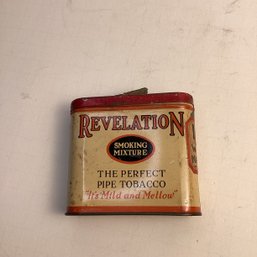 REVELATION
SMOKING
MIXTURE
THE PERFECT
PIPE TOBACCO
"It's Mild and Mellow"